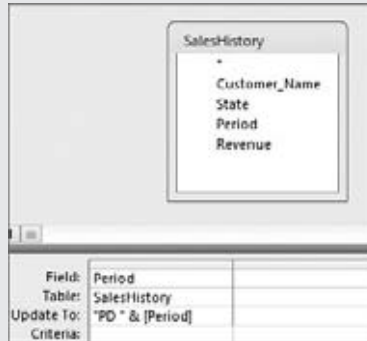 SalesHistory
*
Customer_Name
State
Period
Revenue
Field: Period
Table: SalesHistory
Update To: "PD " & [Period]
Criteria: